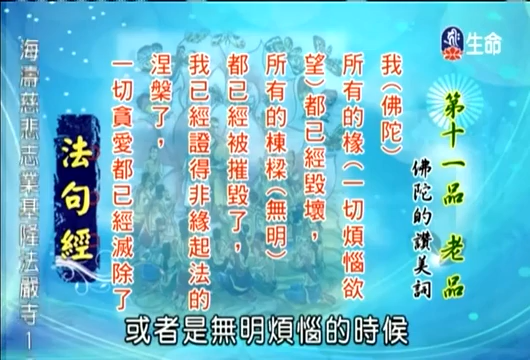 生命
第十一品 老品
佛陀的讚美詞
我(佛陀)
所有的椽(一切煩惱欲
望)都已經毀壞，
所有的棟樑(無明)
都已經被摧毀了，
我已經證得非緣起法的
涅槃了，
一切貪愛都已經滅除了
法句經
海濤慈悲志業基隆法嚴寺1
或者是無明煩惱的時候